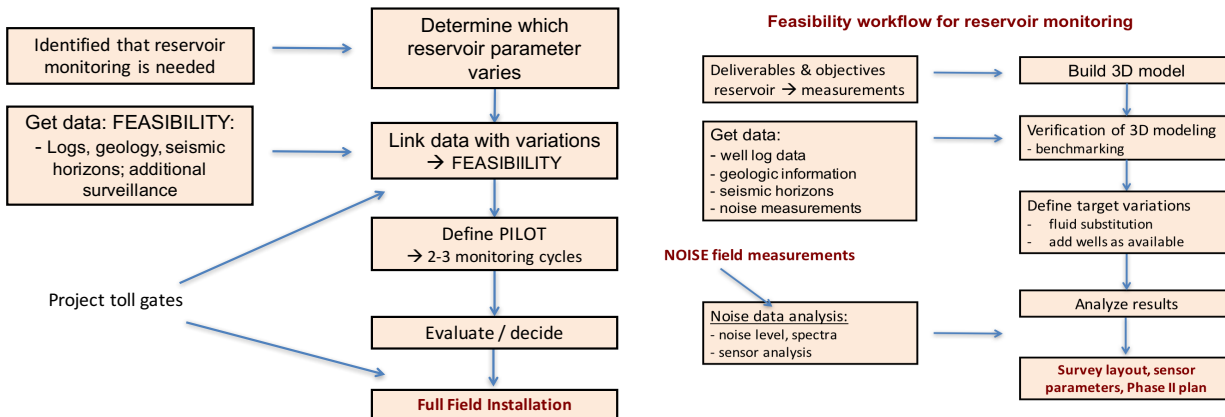 Identified that reservoir
monitoring is needed
Determine which
reservoir parameter
varies
Get data: FEASIBILITY:
- Logs, geology, seismic
horizons; additional
surveillance
Link data with variations
→ FEASIBIILITY
Define PILOT
→ 2-3 monitoring cycles
Project toll gates
Evaluate / decide
Full Field Installation
Feasibility workflow for reservoir monitoring
Deliverables & objectives
reservoir → measurements
Build 3D model
Get data:
- well log data
- geologic information
- seismic horizons
- noise measurements
Verification of 3D modeling
- benchmarking
Define target variations
- fluid substitution
- add wells as available
NOISE field measurements
Noise data analysis:
- noise level, spectra
- sensor analysis
Analyze results
Survey layout, sensor
parameters, Phase II plan